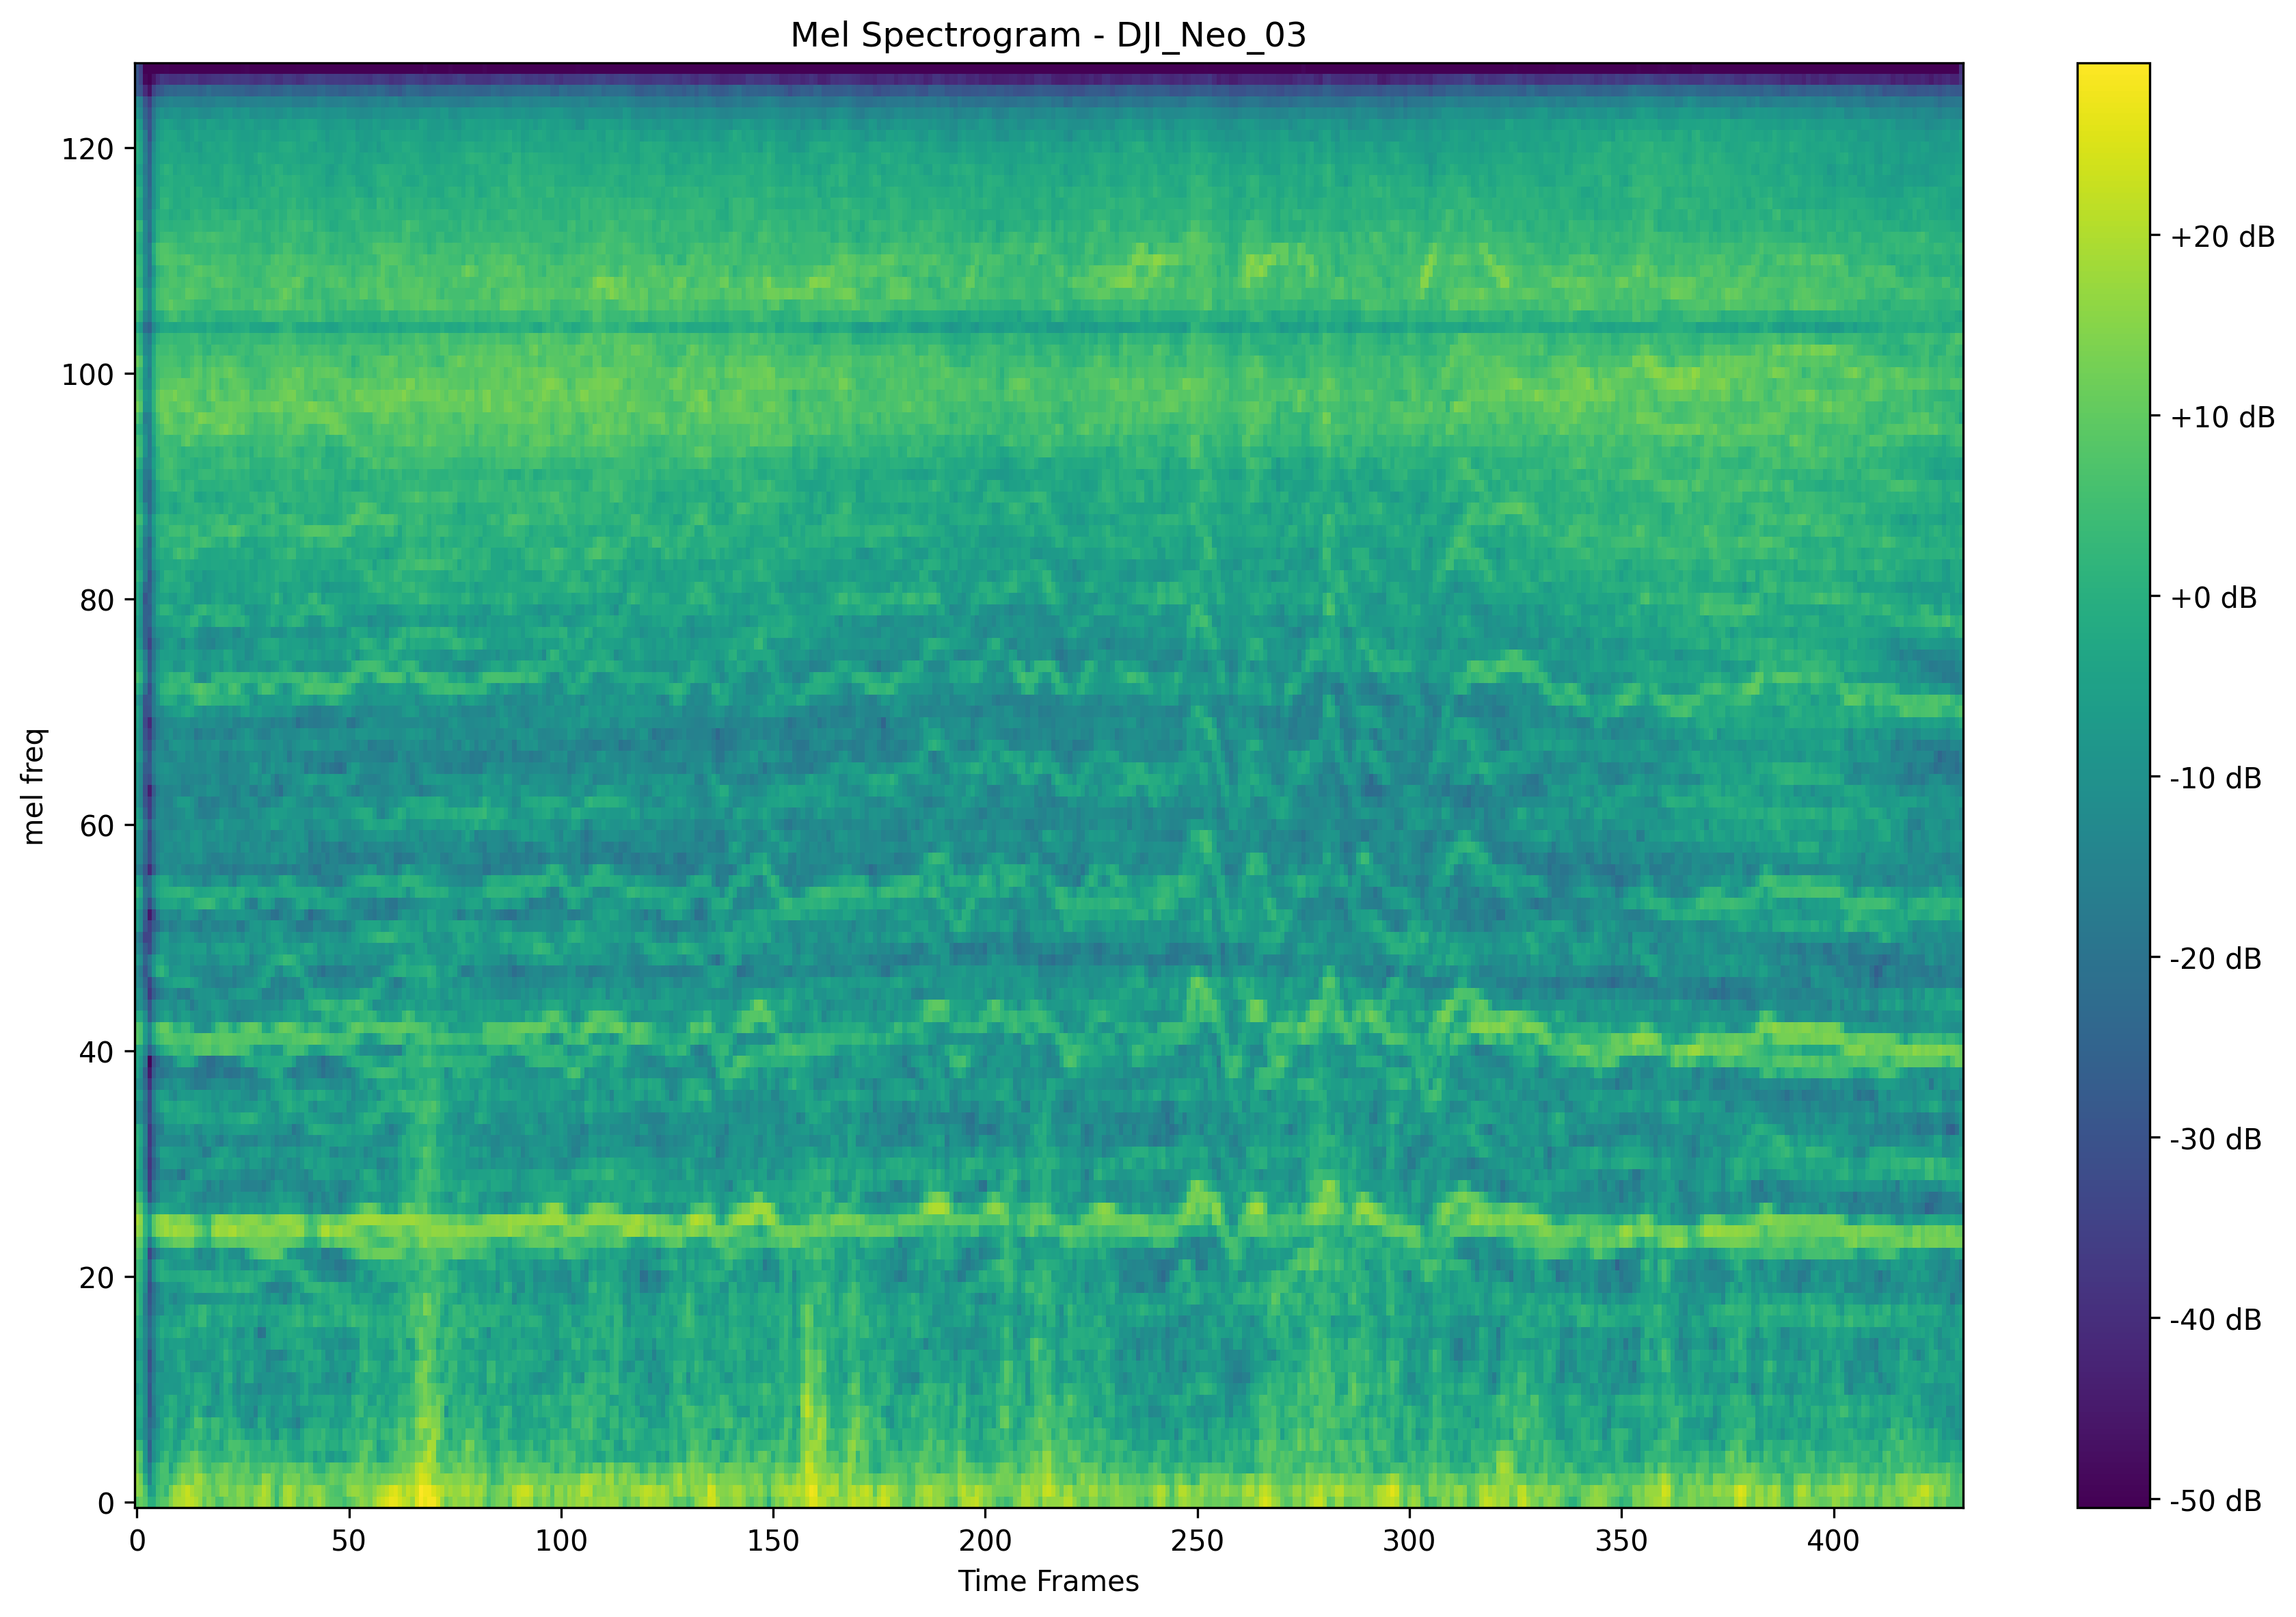 Mel Spectrogram - DJI_Neo_03
mel freq
120
100
80
60
40
20
0
0 50 100 150 200 250 300 350 400
Time Frames
+20 dB
+10 dB
+0 dB
-10 dB
-20 dB
-30 dB
-40 dB
-50 dB